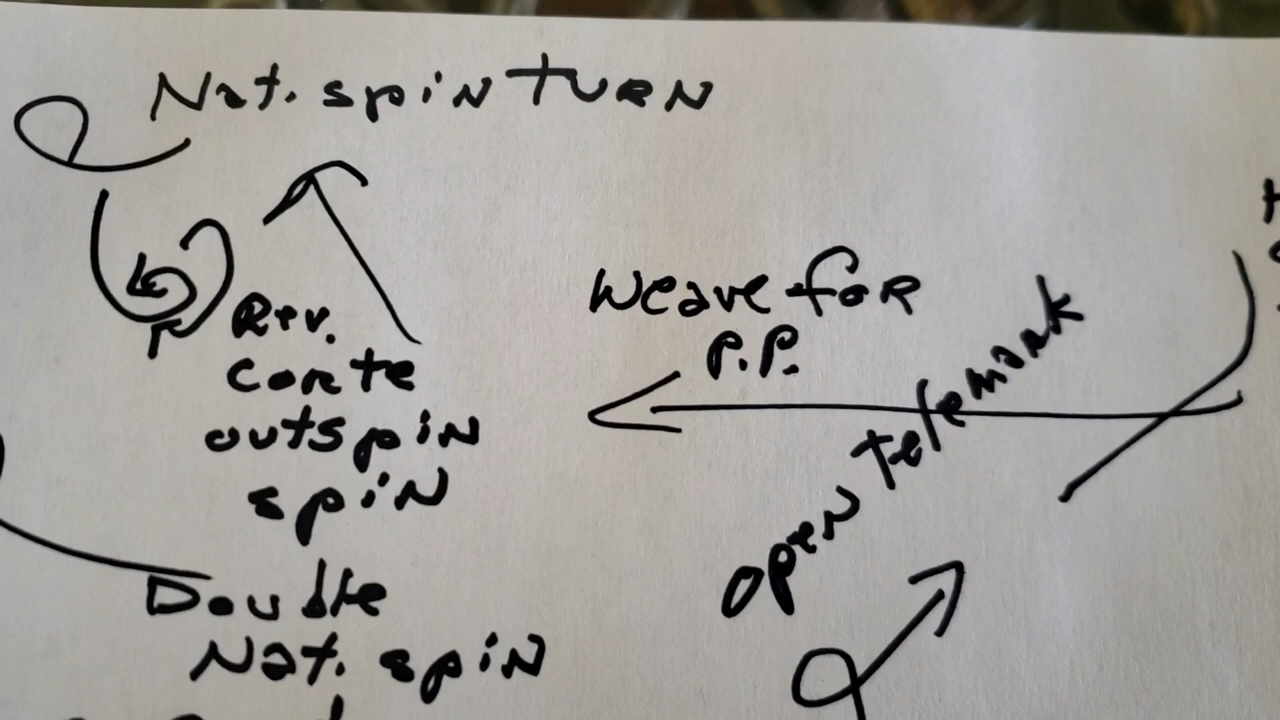 Nat. spin turn
Weave for
P.P.
Rev.
Corte
outspin
spin
open telemark
Double
Nat. spin